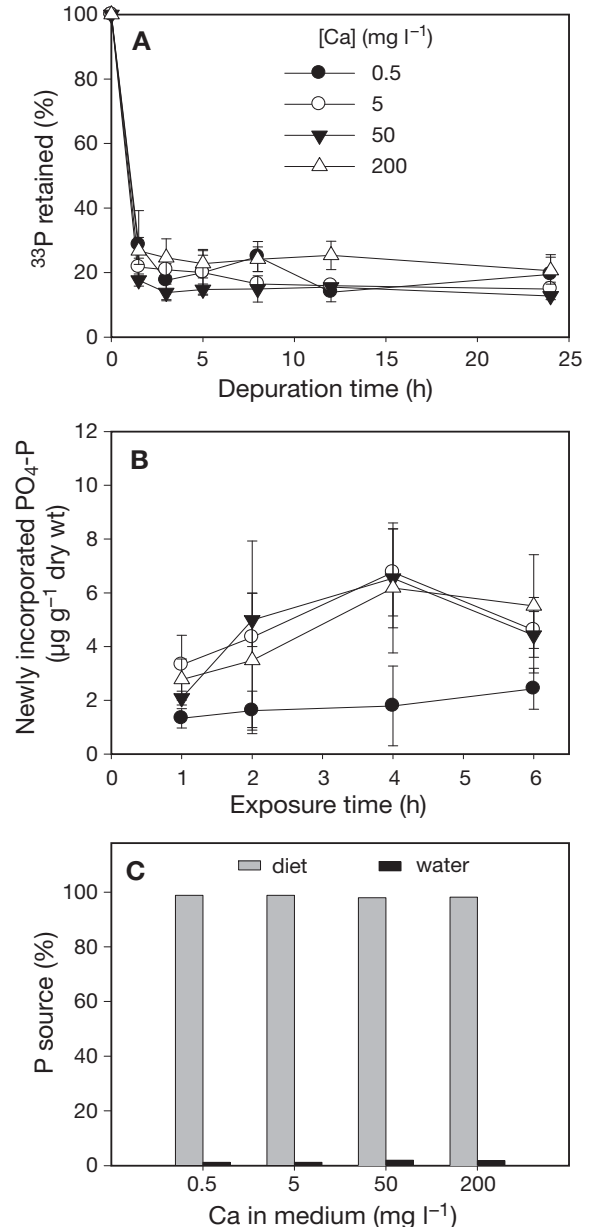 A
[Ca] (mg l⁻¹)
0.5
5
50
200
100
80
60
40
20
0
³³P retained (%)
0 5 10 15 20 25
Depuration time (h)
B
12
10
8
6
4
2
0
Newly incorporated PO₄-P
(µg g⁻¹ dry wt)
0 1 2 3 4 5 6
Exposure time (h)
C
diet water
100
80
60
40
20
0
P source (%)
0.5 5 50 200
Ca in medium (mg l⁻¹)